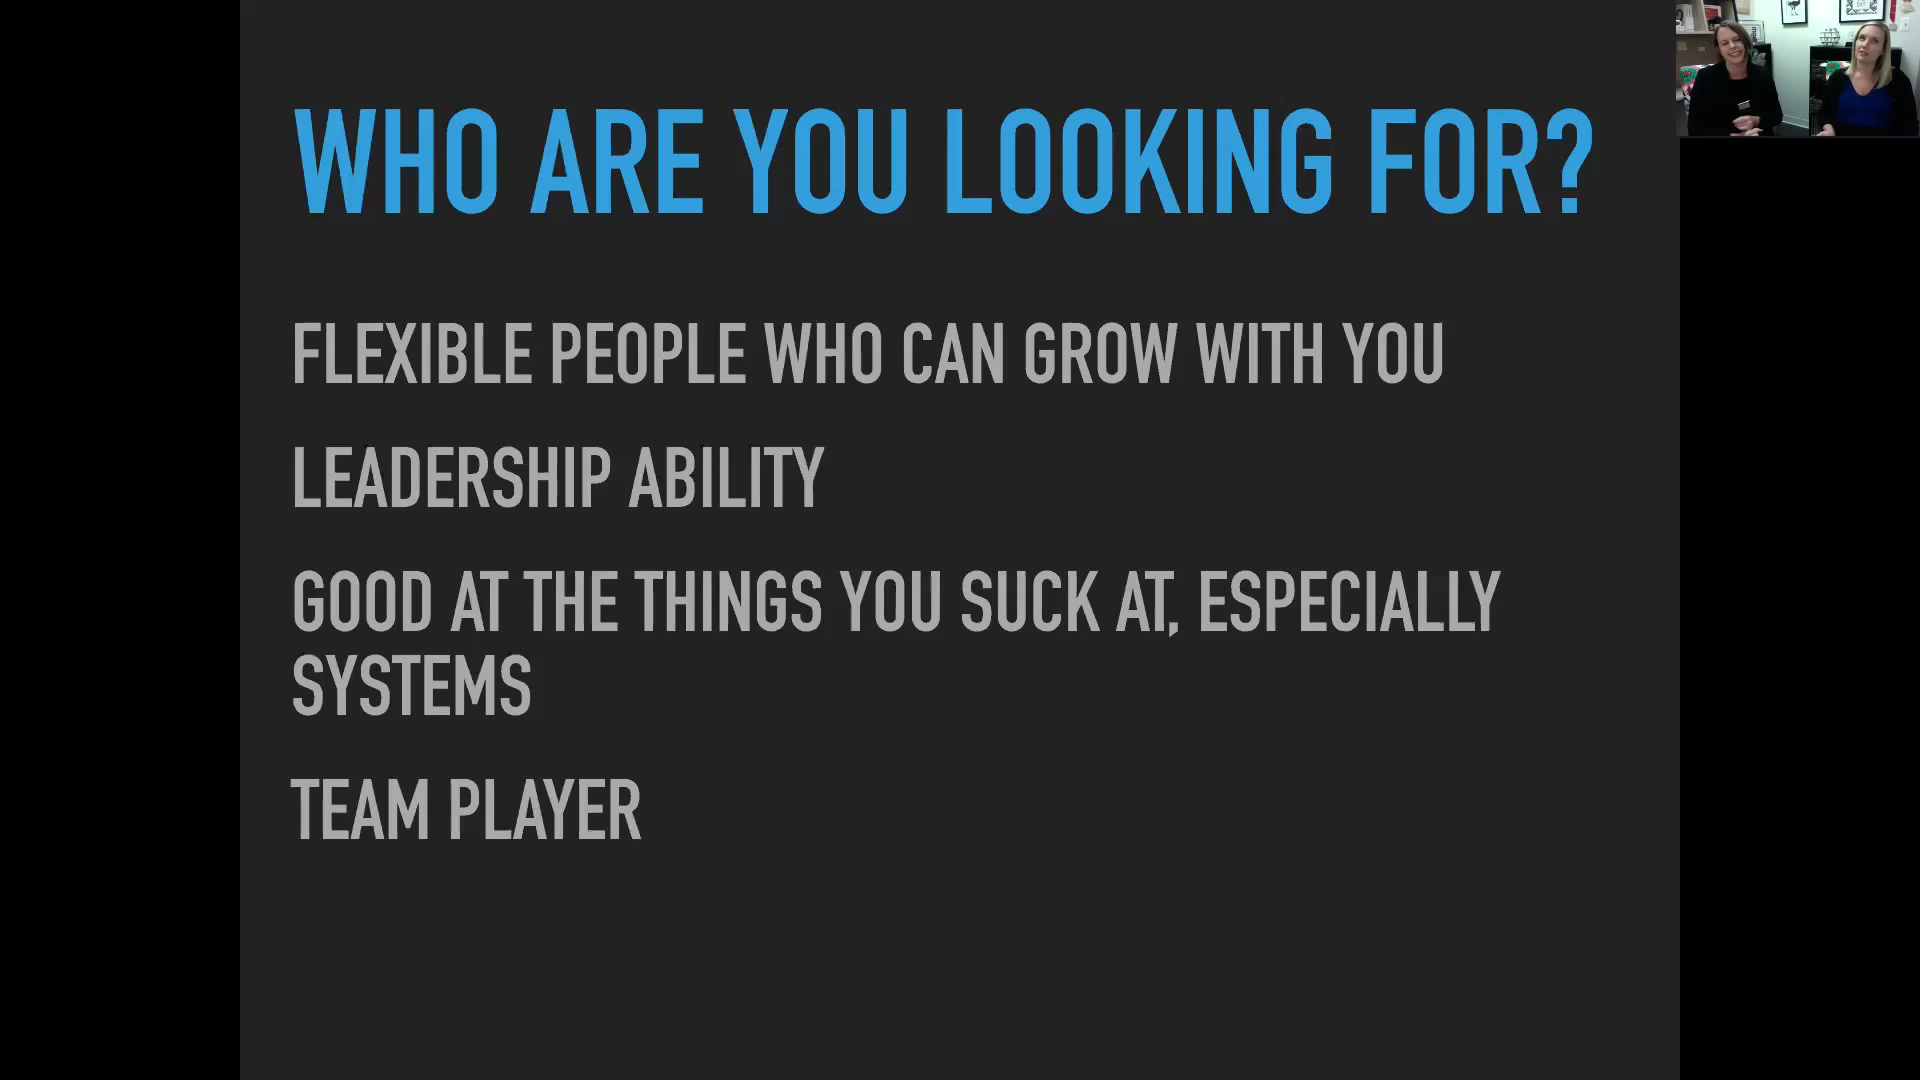 WHO ARE YOU LOOKING FOR?
FLEXIBLE PEOPLE WHO CAN GROW WITH YOU
LEADERSHIP ABILITY
GOOD AT THE THINGS YOU SUCK AT, ESPECIALLY
SYSTEMS
TEAM PLAYER